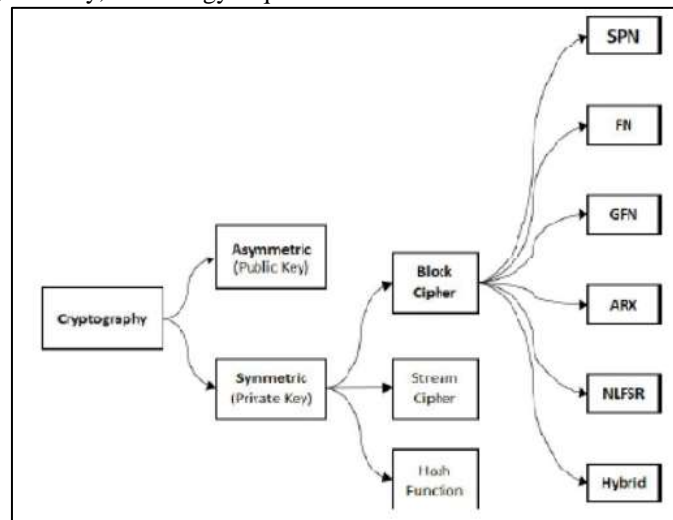 SPN
FN
GFN
Asymmetric
(Public Key)
Block
Cipher
Cryptography
ARX
Symmetric
(Private Key)
Stream
Cipher
NLFSR
Hash
Function
Hybrid